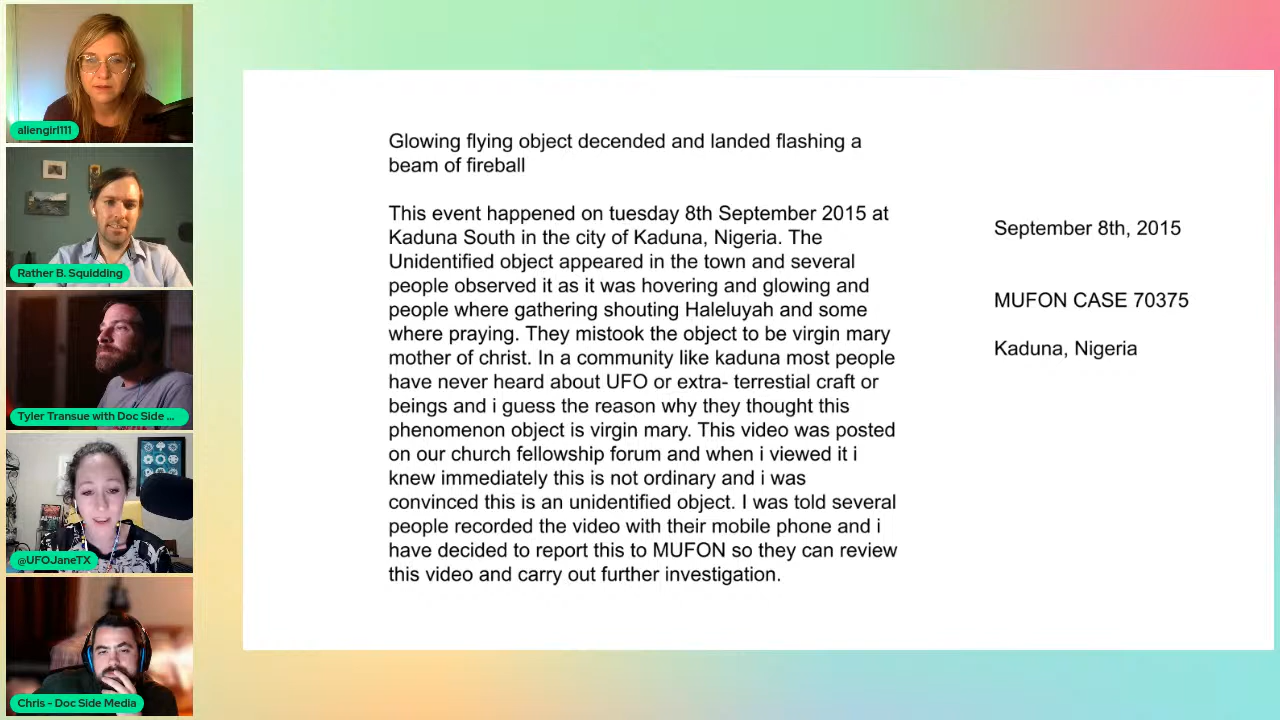 aliengirl111
Rather B. Squidding
Tyler Transue with Doc Side ...
@UFOJaneTX
Chris - Doc Side Media
Glowing flying object decended and landed flashing a
beam of fireball
This event happened on tuesday 8th September 2015 at
Kaduna South in the city of Kaduna, Nigeria. The
Unidentified object appeared in the town and several
people observed it as it was hovering and glowing and
people where gathering shouting Haleluyah and some
where praying. They mistook the object to be virgin mary
mother of christ. In a community like kaduna most people
have never heard about UFO or extra- terrestial craft or
beings and i guess the reason why they thought this
phenomenon object is virgin mary. This video was posted
on our church fellowship forum and when i viewed it i
knew immediately this is not ordinary and i was
convinced this is an unidentified object. I was told several
people recorded the video with their mobile phone and i
have decided to report this to MUFON so they can review
this video and carry out further investigation.
September 8th, 2015
MUFON CASE 70375
Kaduna, Nigeria